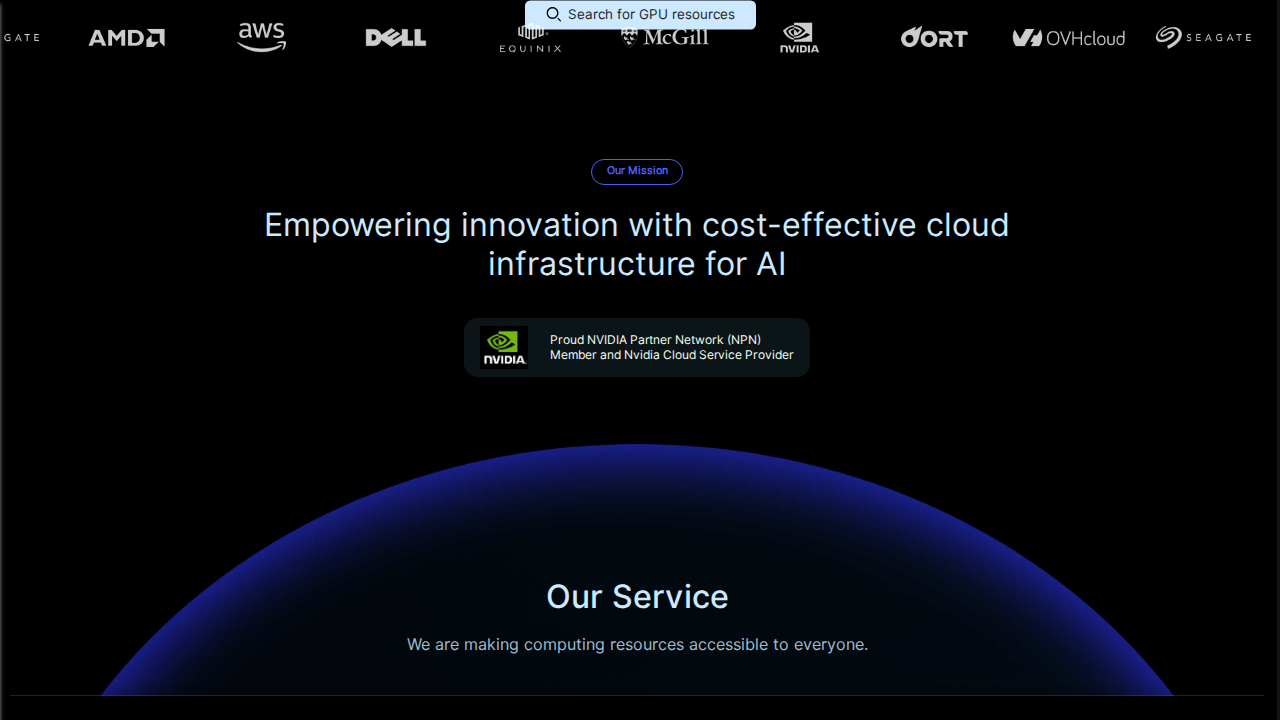 GATE
AMD
aws
DELL
EQUINIX
McGill
NVIDIA
OORT
OVHcloud
SEAGATE
Search for GPU resources
Our Mission
Empowering innovation with cost-effective cloud
infrastructure for AI
NVIDIA.
Proud NVIDIA Partner Network (NPN)
Member and Nvidia Cloud Service Provider
Our Service
We are making computing resources accessible to everyone.